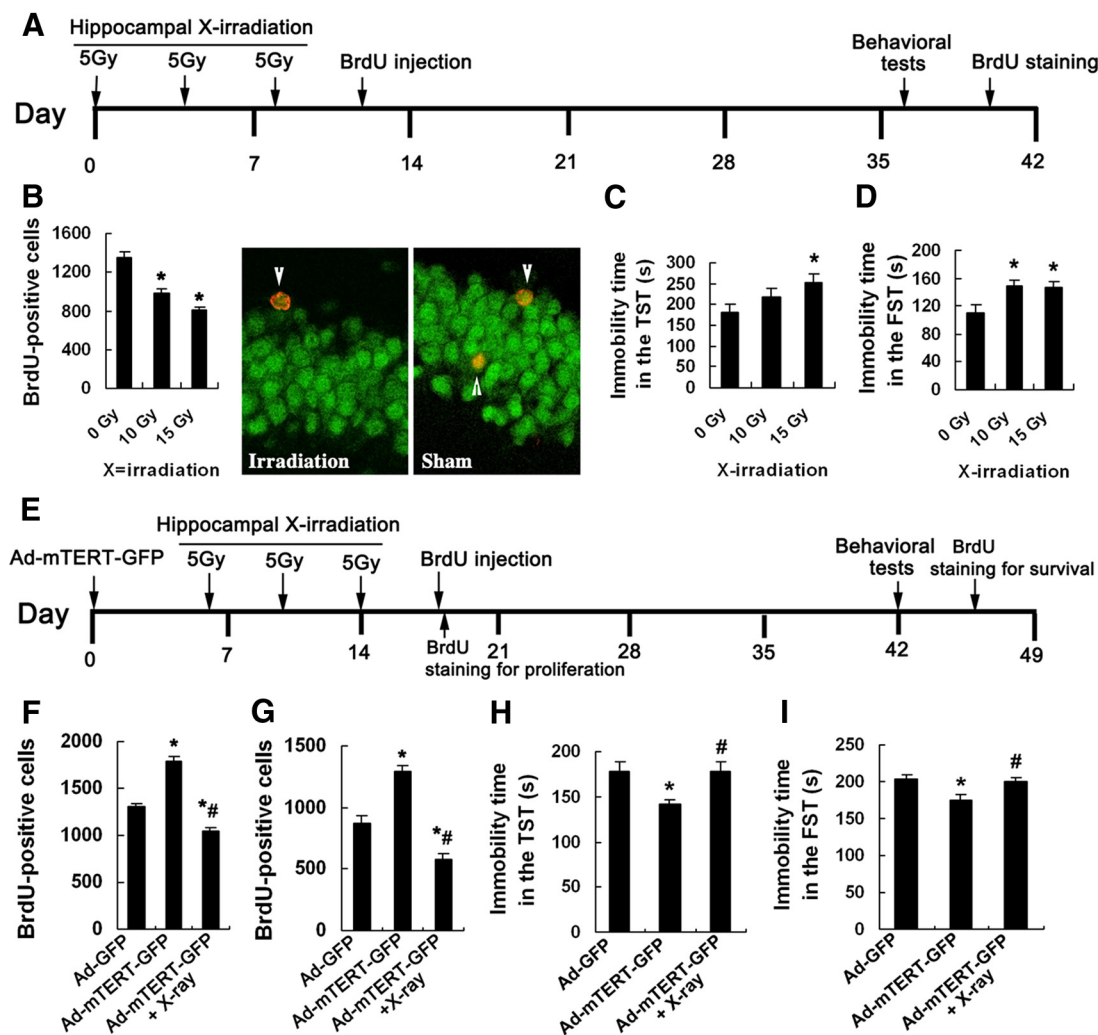 A
Hippocampal X-irradiation
5Gy 5Gy 5Gy
BrdU injection
Behavioral
tests
BrdU staining
Day
0 7 14 21 28 35 42
B
BrdU-positive cells
1600
1200
800
400
0
*
*
0 Gy
10 Gy
15 Gy
X=irradiation
Irradiation
Sham
C
Immobility time
in the TST (s)
300
250
200
150
100
50
0
*
0 Gy
10 Gy
15 Gy
X-irradiation
D
Immobility time
in the FST (s)
200
160
120
80
40
0
*
*
0 Gy
10 Gy
15 Gy
X-irradiation
E
Ad-mTERT-GFP
Hippocampal X-irradiation
5Gy 5Gy 5Gy
BrdU injection
Behavioral
tests
BrdU
staining for survival
Day
0 7 14 21 28 35 42 49
BrdU
staining for proliferation
F
BrdU-positive cells
2000
1500
1000
500
0
*
*#
Ad-GFP
Ad-mTERT-GFP
Ad-mTERT-GFP
+ X-ray
G
BrdU-positive cells
1500
1000
500
0
*
*#
Ad-GFP
Ad-mTERT-GFP
Ad-mTERT-GFP
+X-ray
H
Immobility time
in the TST (s)
200
150
100
50
0
*
#
Ad-GFP
Ad-mTERT-GFP
Ad-mTERT-GFP
+ X-ray
I
Immobility time
in the FST (s)
250
200
150
100
50
0
*
#
Ad-GFP
Ad-mTERT-GFP
Ad-mTERT-GFP
+ X-ray